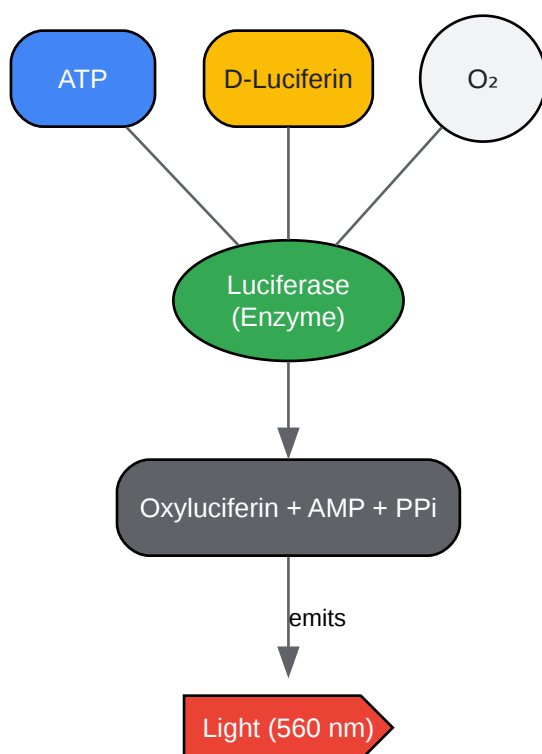 ATP
D-Luciferin
O₂
Luciferase
(Enzyme)
Oxyluciferin + AMP + PPi
emits
Light (560 nm)